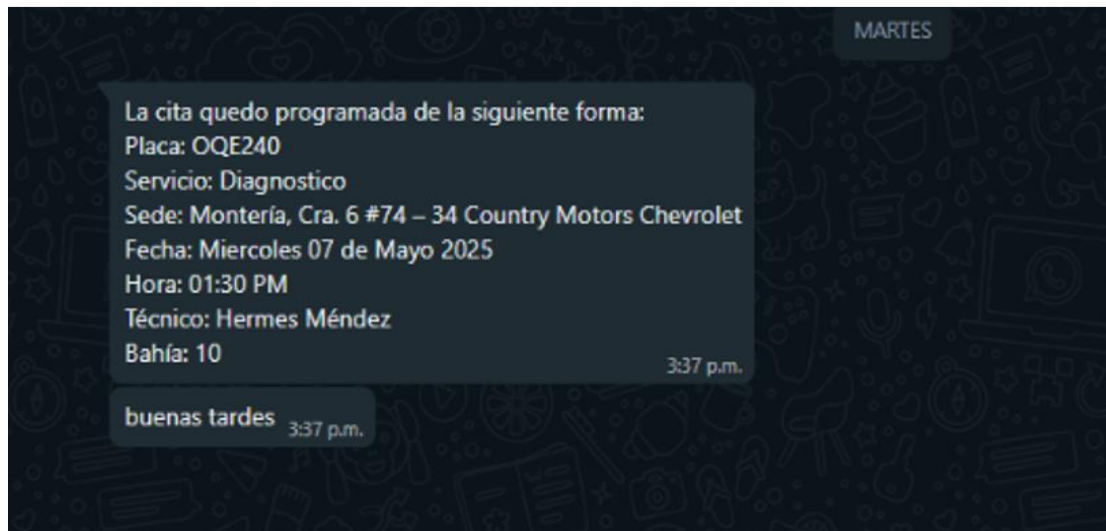 MARTES
La cita quedo programada de la siguiente forma:
Placa: OQE240
Servicio: Diagnostico
Sede: Montería, Cra. 6 #74 – 34 Country Motors Chevrolet
Fecha: Miercoles 07 de Mayo 2025
Hora: 01:30 PM
Técnico: Hermes Méndez
Bahía: 10
3:37 p.m.
buenas tardes 3:37 p.m.